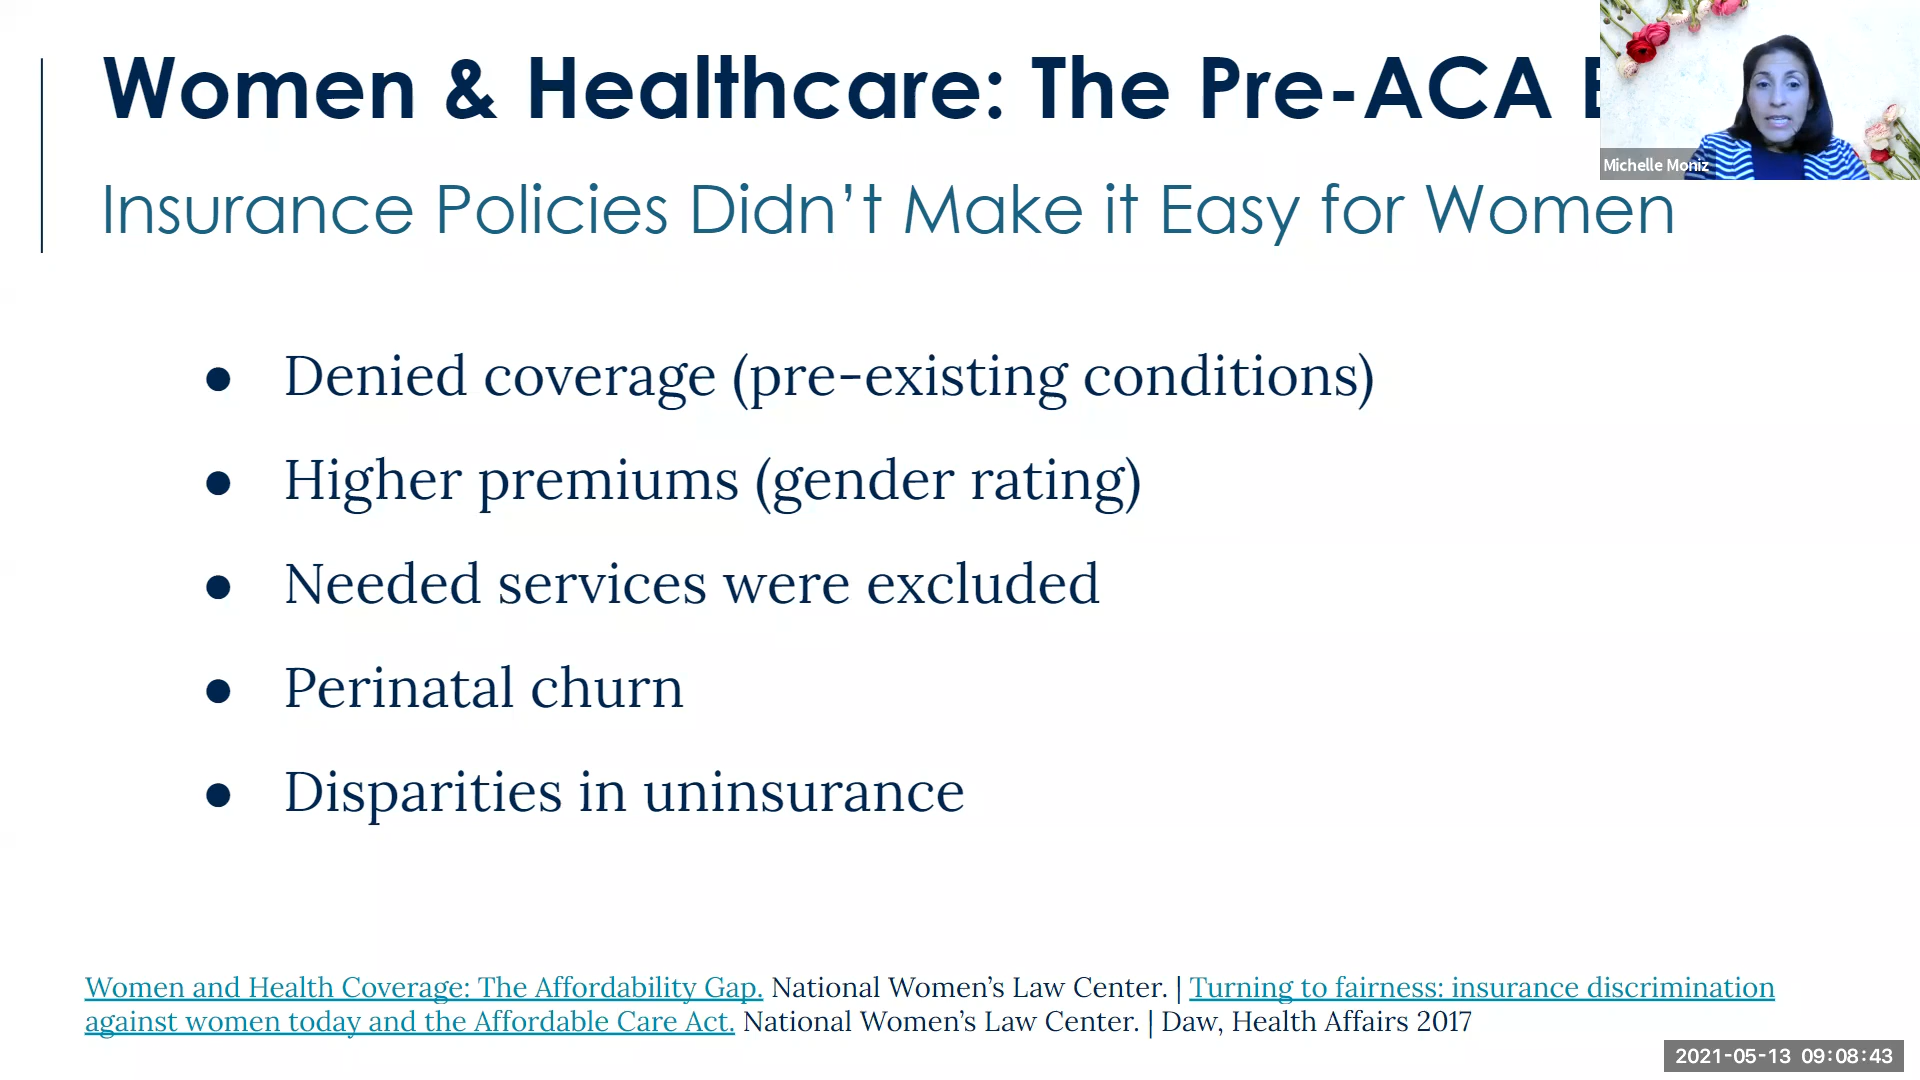 Women & Healthcare: The Pre-ACA
Michelle Moniz
Insurance Policies Didn’t Make it Easy for Women
● Denied coverage (pre-existing conditions)
● Higher premiums (gender rating)
● Needed services were excluded
● Perinatal churn
● Disparities in uninsurance
Women and Health Coverage: The Affordability Gap. National Women’s Law Center. | Turning to fairness: insurance discrimination
against women today and the Affordable Care Act. National Women’s Law Center. | Daw, Health Affairs 2017
2021-05-13 09:08:43